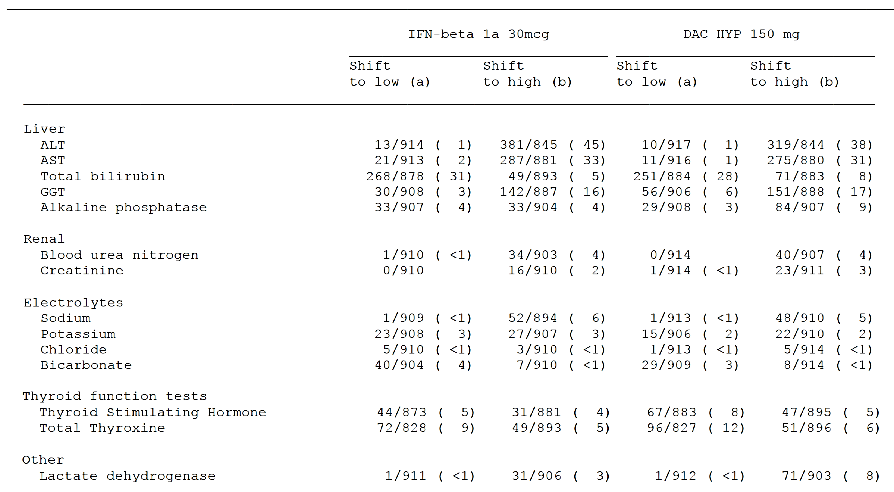 IFN-beta 1a 30mcg DAC HYP 150 mg
Shift Shift Shift Shift
to low (a) to high (b) to low (a) to high (b)
Liver
ALT 13/914 ( 1) 381/845 ( 45) 10/917 ( 1) 319/844 ( 38)
AST 21/913 ( 2) 287/881 ( 33) 11/916 ( 1) 275/880 ( 31)
Total bilirubin 268/878 ( 31) 49/893 ( 5) 251/884 ( 28) 71/883 ( 8)
GGT 30/908 ( 3) 142/887 ( 16) 56/906 ( 6) 151/888 ( 17)
Alkaline phosphatase 33/907 ( 4) 33/904 ( 4) 29/908 ( 3) 84/907 ( 9)
Renal
Blood urea nitrogen 1/910 ( <1) 34/903 ( 4) 0/914 40/907 ( 4)
Creatinine 0/910 16/910 ( 2) 1/914 ( <1) 23/911 ( 3)
Electrolytes
Sodium 1/909 ( <1) 52/894 ( 6) 1/913 ( <1) 48/910 ( 5)
Potassium 23/908 ( 3) 27/907 ( 3) 15/906 ( 2) 22/910 ( 2)
Chloride 5/910 ( <1) 3/910 ( <1) 1/913 ( <1) 5/914 ( <1)
Bicarbonate 40/904 ( 4) 7/910 ( <1) 29/909 ( 3) 8/914 ( <1)
Thyroid function tests
Thyroid Stimulating Hormone 44/873 ( 5) 31/881 ( 4) 67/883 ( 8) 47/895 ( 5)
Total Thyroxine 72/828 ( 9) 49/893 ( 5) 96/827 ( 12) 51/896 ( 6)
Other
Lactate dehydrogenase 1/911 ( <1) 31/906 ( 3) 1/912 ( <1) 71/903 ( 8)